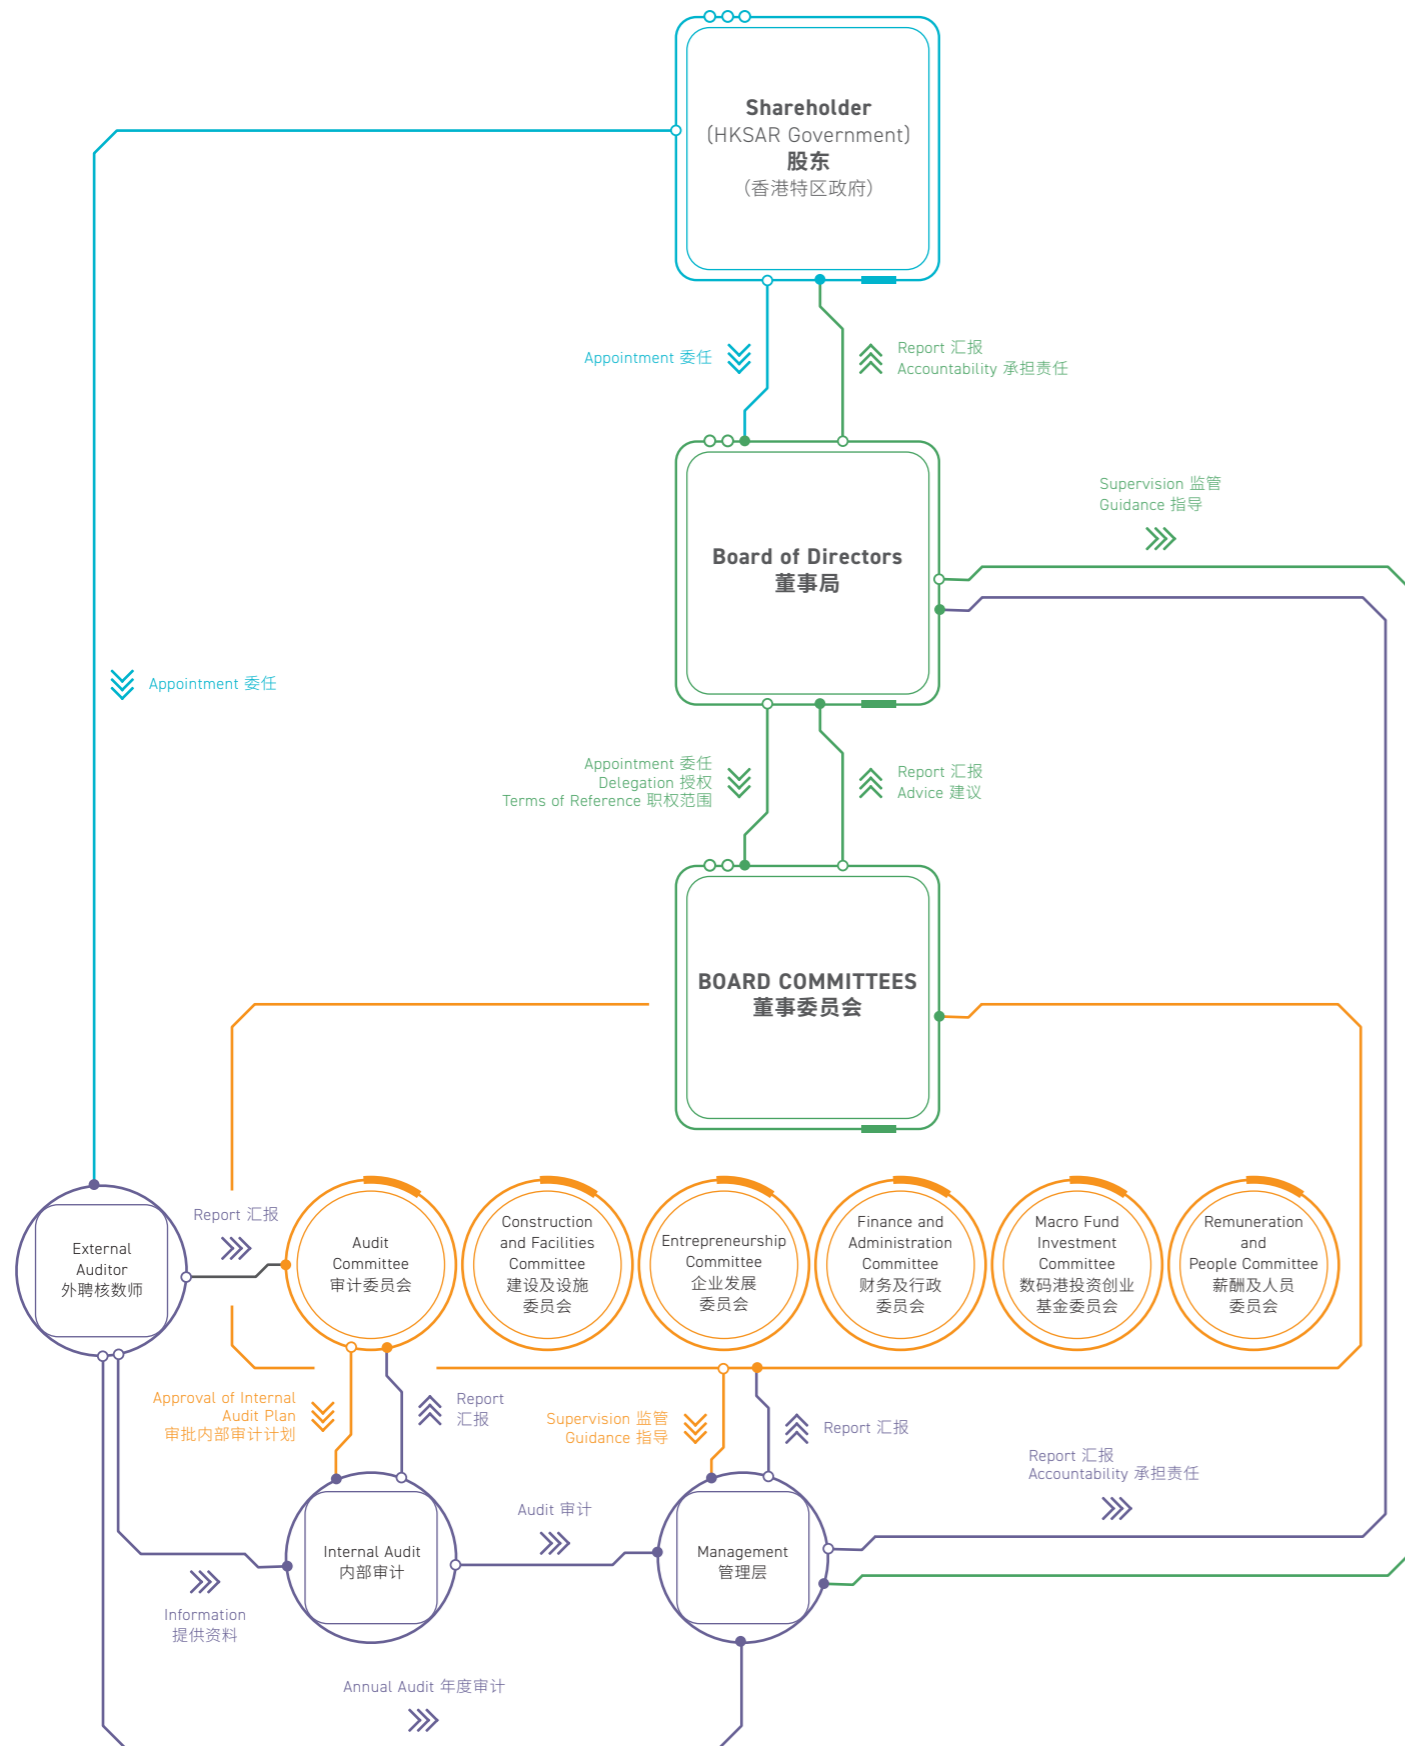 Shareholder
(HKSAR Government)
股东
(香港特区政府)
Appointment 委任
Report 汇报
Accountability 承担责任
Board of Directors
董事局
Supervision 监管
Guidance 指导
Appointment 委任
Appointment 委任
Delegation 授权
Terms of Reference 职权范围
Report 汇报
Advice 建议
BOARD COMMITTEES
董事委员会
External
Auditor
外聘核数师
Report 汇报
Audit
Committee
审计委员会
Construction
and Facilities
Committee
建设及设施
委员会
Entrepreneurship
Committee
企业发展
委员会
Finance and
Administration
Committee
财务及行政
委员会
Macro Fund
Investment
Committee
数码港投资创业
基金委员会
Remuneration
and
People Committee
薪酬及人员
委员会
Approval of Internal
Audit Plan
审批内部审计计划
Report
汇报
Supervision 监管
Guidance 指导
Report 汇报
Report 汇报
Accountability 承担责任
Internal Audit
内部审计
Audit 审计
Management
管理层
Information
提供资料
Annual Audit 年度审计